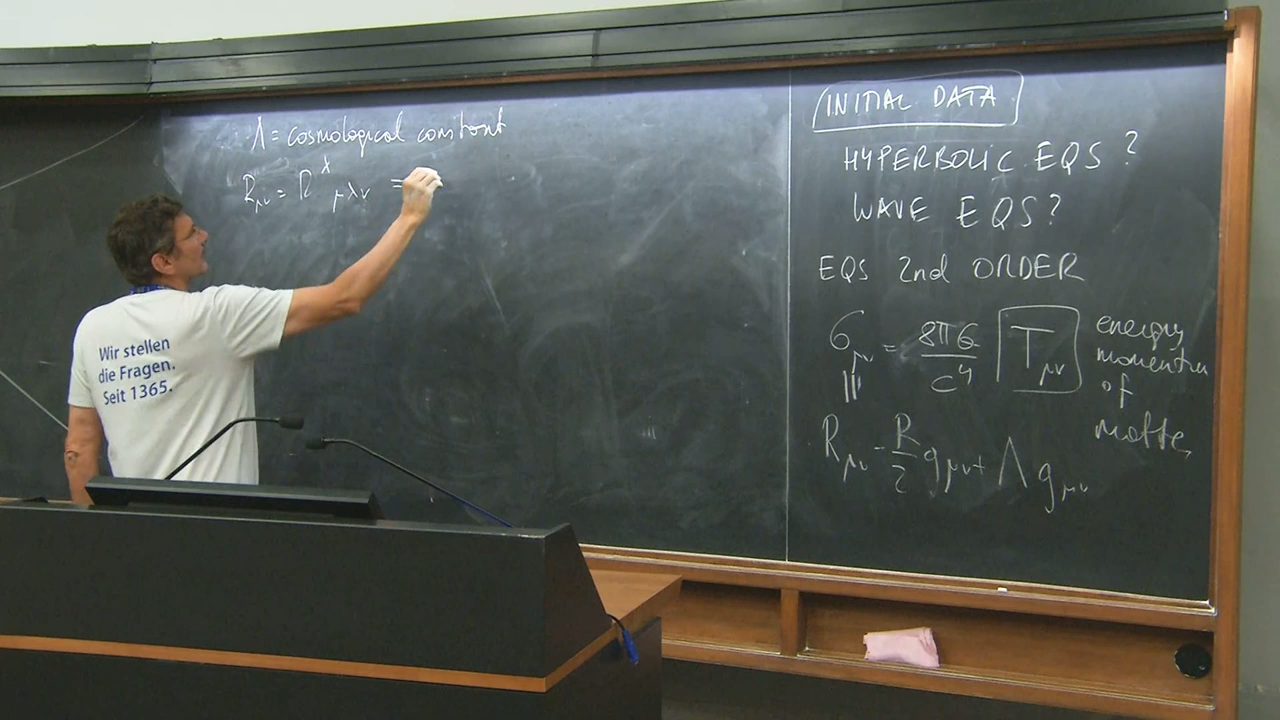 Λ = cosmological constant
R_μν = R^λ_μλν =
Wir stellen
die Fragen.
Seit 1365.
INITIAL DATA
HYPERBOLIC EQS?
WAVE EQS?
EQS 2nd ORDER
G_μν = 8πG/c⁴ T_μν energy
momentum
of
matter
||
R_μν - R/2 g_μν + Λ g_μν